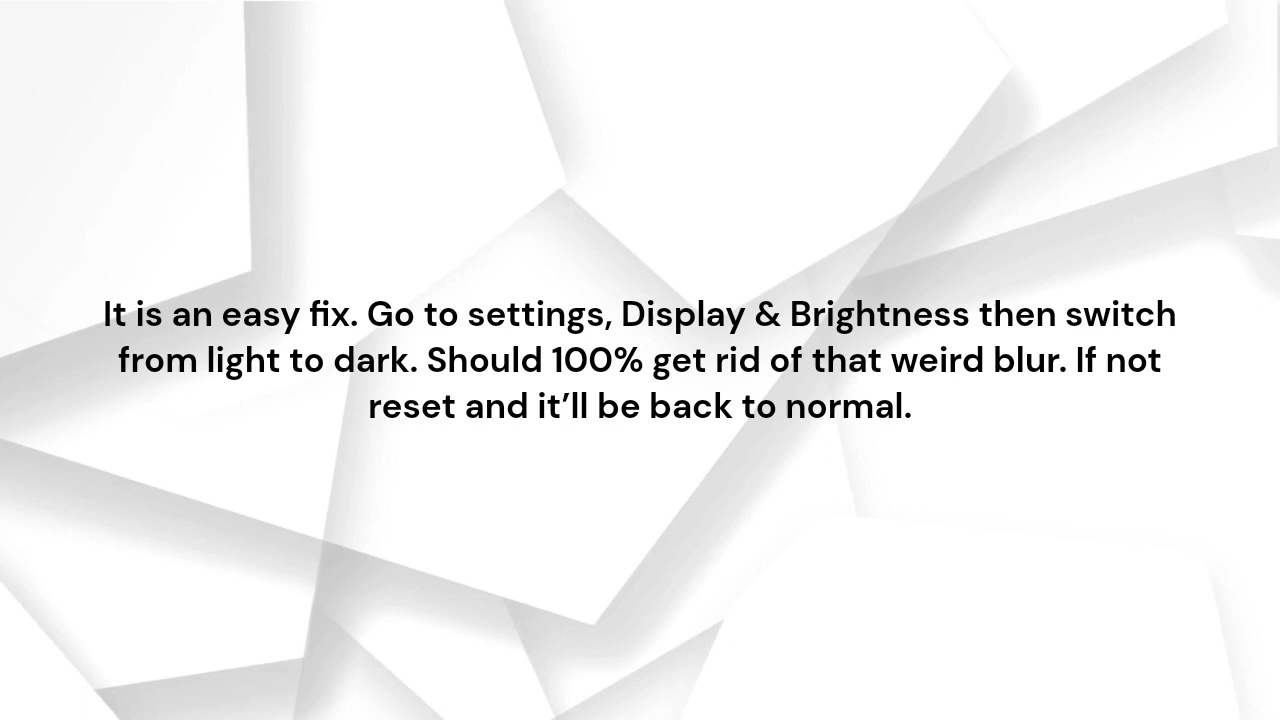 It is an easy fix. Go to settings, Display & Brightness then switch
from light to dark. Should 100% get rid of that weird blur. If not
reset and it’ll be back to normal.